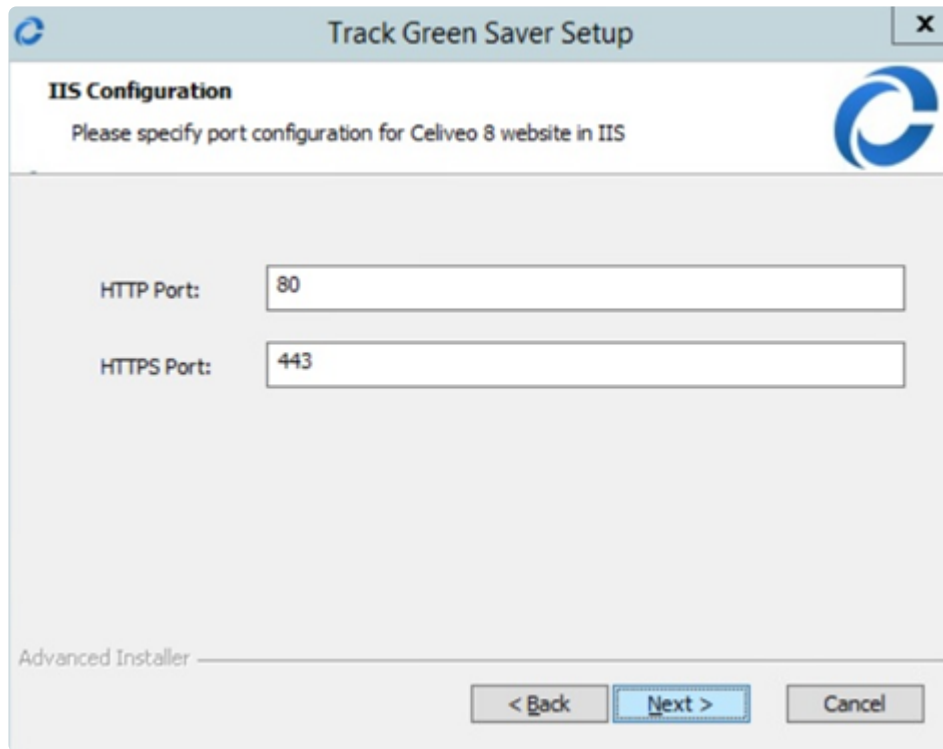 Track Green Saver Setup
x
IIS Configuration
Please specify port configuration for Celiveo 8 website in IIS
HTTP Port: 80
HTTPS Port: 443
Advanced Installer
< Back Next > Cancel